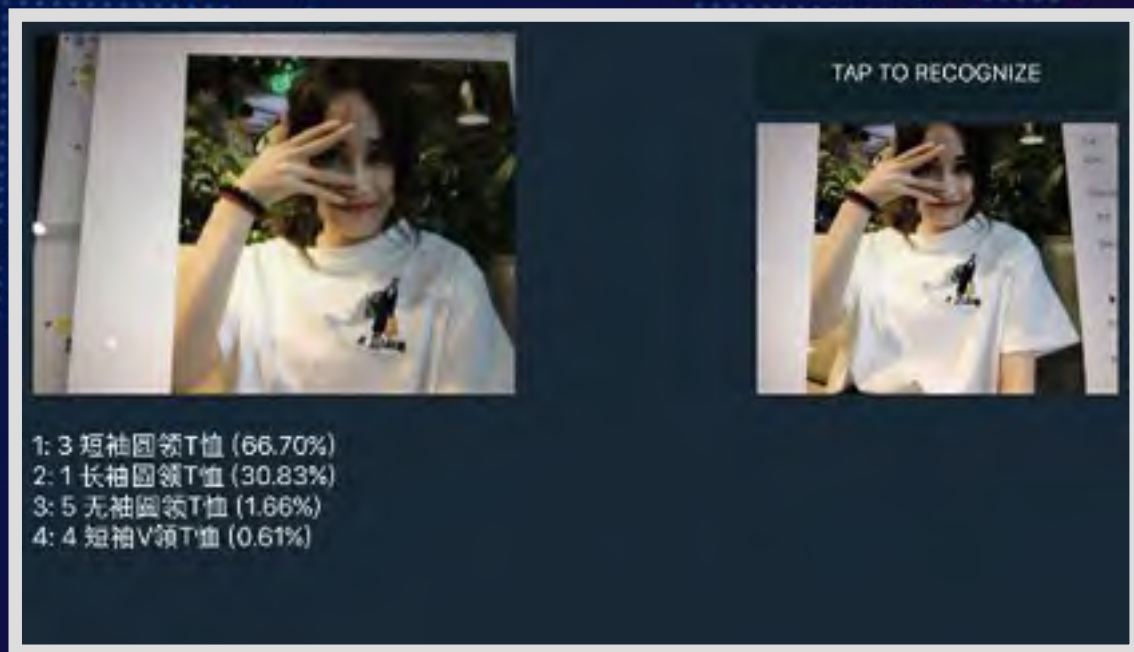 TAP TO RECOGNIZE
1: 3 短袖圆领T恤 (66.70%)
2: 1 长袖圆领T恤 (30.83%)
3: 5 无袖圆领T恤 (1.66%)
4: 4 短袖V领T恤 (0.61%)